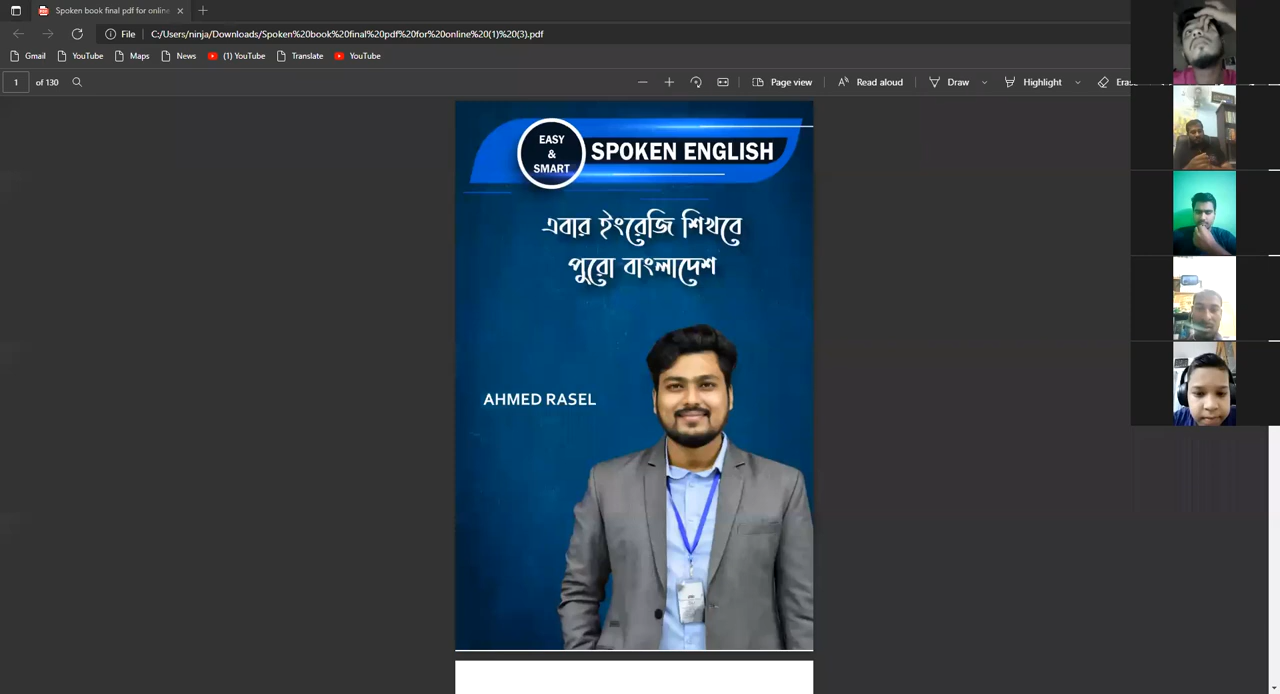 Spoken book final pdf for online
File
C:/Users/ninja/Downloads/Spoken%20book%20final%20pdf%20for%20online%20(1)%20(3).pdf
Gmail
YouTube
Maps
News
(1) YouTube
Translate
YouTube
1
of 130
Page view
Read aloud
Draw
Highlight
EASY
&
SMART
SPOKEN ENGLISH
এবার ইংরেজি শিখবে
পুরো বাংলাদেশ
AHMED RASEL